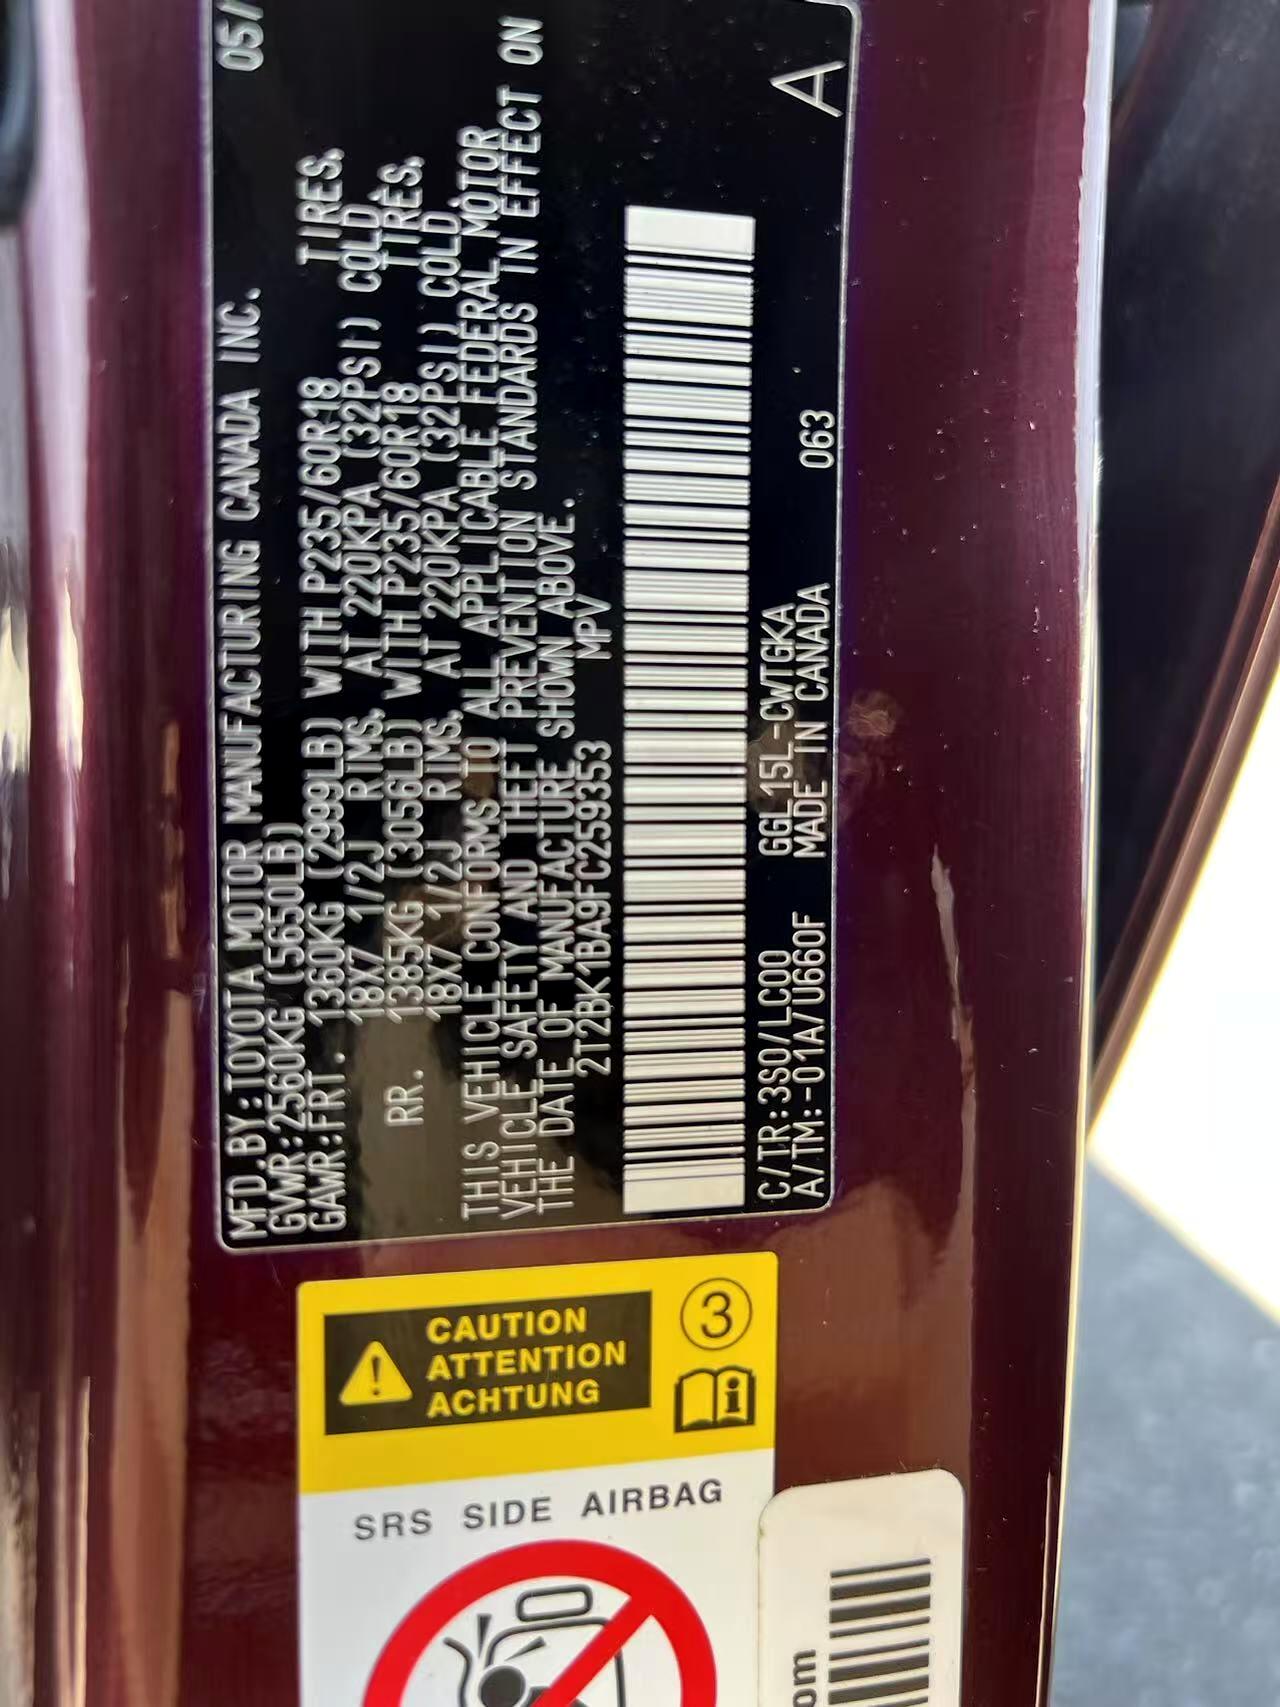 05/
MFD.BY:TOYOTA MOTOR MANUFACTURING CANADA INC.
GVWR:2560KG (5650LB)
GAWR:FRT. 1360KG (2999LB) WITH P235/60R18 TIRES.
18X7 1/2J RIMS. AT 220KPA (32PSI) COLD
RR. 1385KG (3056LB) WITH P235/60R18 TIRES.
18X7 1/2J RIMS. AT 220KPA (32PSI) COLD
THIS VEHICLE CONFORMS TO ALL APPLICABLE FEDERAL MOTOR
VEHICLE SAFETY AND THEFT PREVENTION STANDARDS IN EFFECT ON
THE DATE OF MANUFACTURE SHOWN ABOVE.
2T2BK1BA9FC259353 MPV
C/TR:3S0/LC00 GGL15L-CWTGKA
A/TM:-01A/U660F MADE IN CANADA 063
A
CAUTION
ATTENTION
ACHTUNG
3
SRS SIDE AIRBAG
om